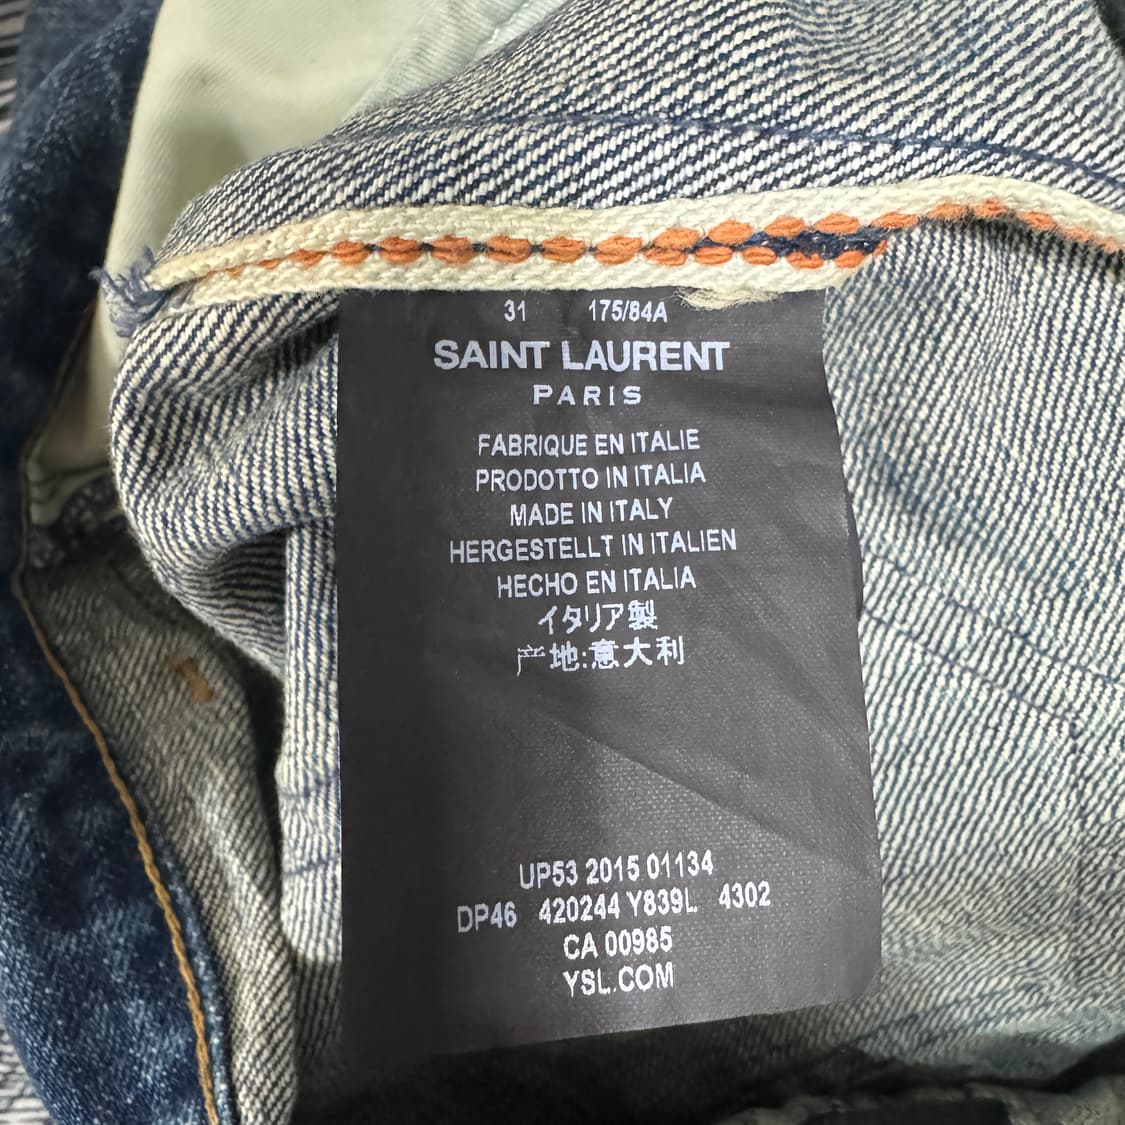 31 175/84A
SAINT LAURENT
PARIS
FABRIQUE EN ITALIE
PRODOTTO IN ITALIA
MADE IN ITALY
HERGESTELLT IN ITALIEN
HECHO EN ITALIA
イタリア製
产地:意大利
UP53 2015 01134
DP46 420244 Y839L 4302
CA 00985
YSL.COM